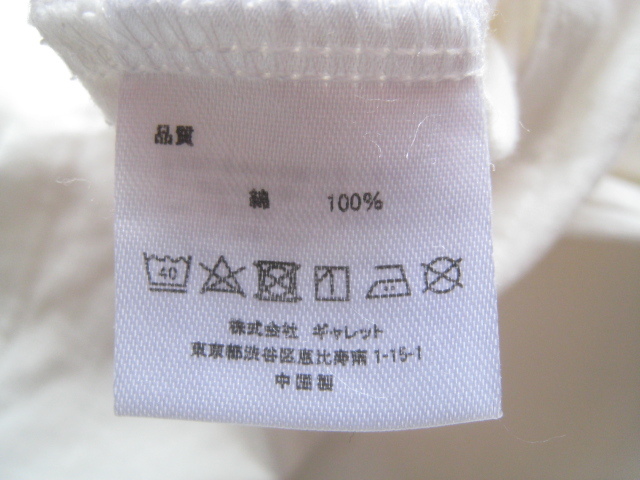 品質
綿 100%
40
株式会社 ギャレット
東京都渋谷区恵比寿南1-15-1
中国製